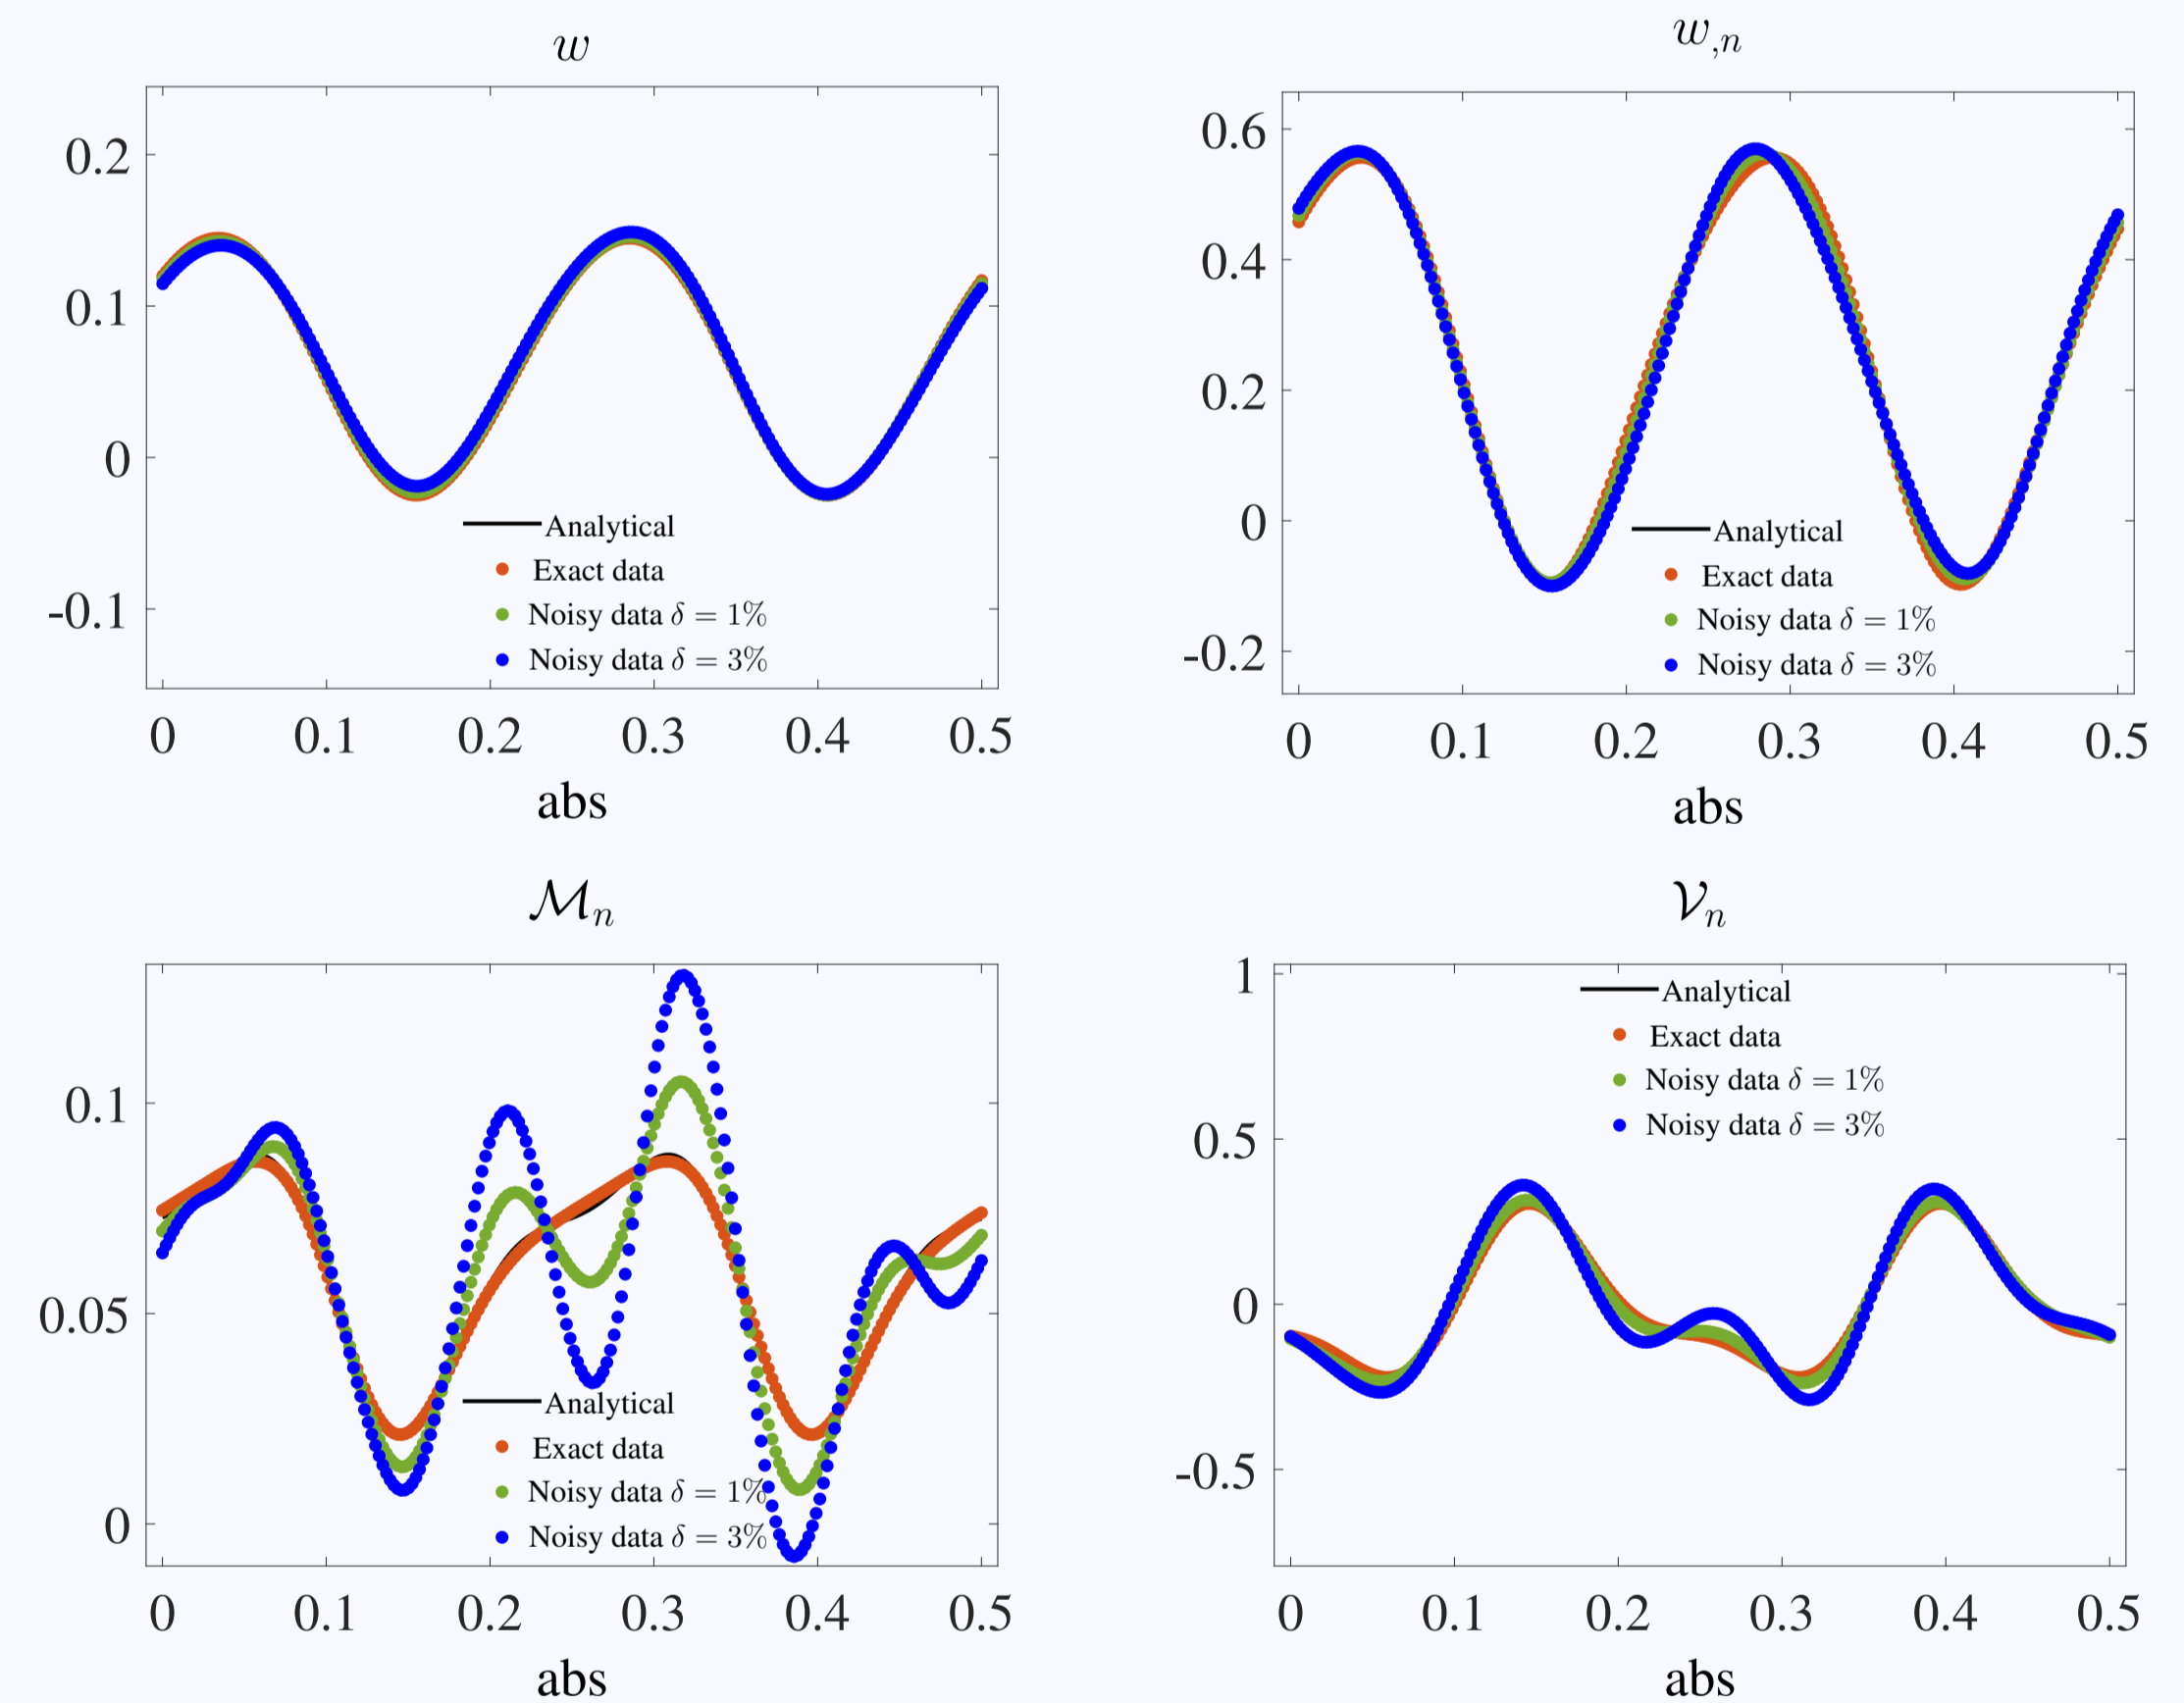 w
0.2
0.1
0
-0.1
Analytical
Exact data
Noisy data δ = 1%
Noisy data δ = 3%
0 0.1 0.2 0.3 0.4 0.5
abs
w,n
0.6
0.4
0.2
0
-0.2
Analytical
Exact data
Noisy data δ = 1%
Noisy data δ = 3%
0 0.1 0.2 0.3 0.4 0.5
abs
ℳn
0.1
0.05
0
Analytical
Exact data
Noisy data δ = 1%
Noisy data δ = 3%
0 0.1 0.2 0.3 0.4 0.5
abs
𝒱n
1
0.5
0
-0.5
Analytical
Exact data
Noisy data δ = 1%
Noisy data δ = 3%
0 0.1 0.2 0.3 0.4 0.5
abs